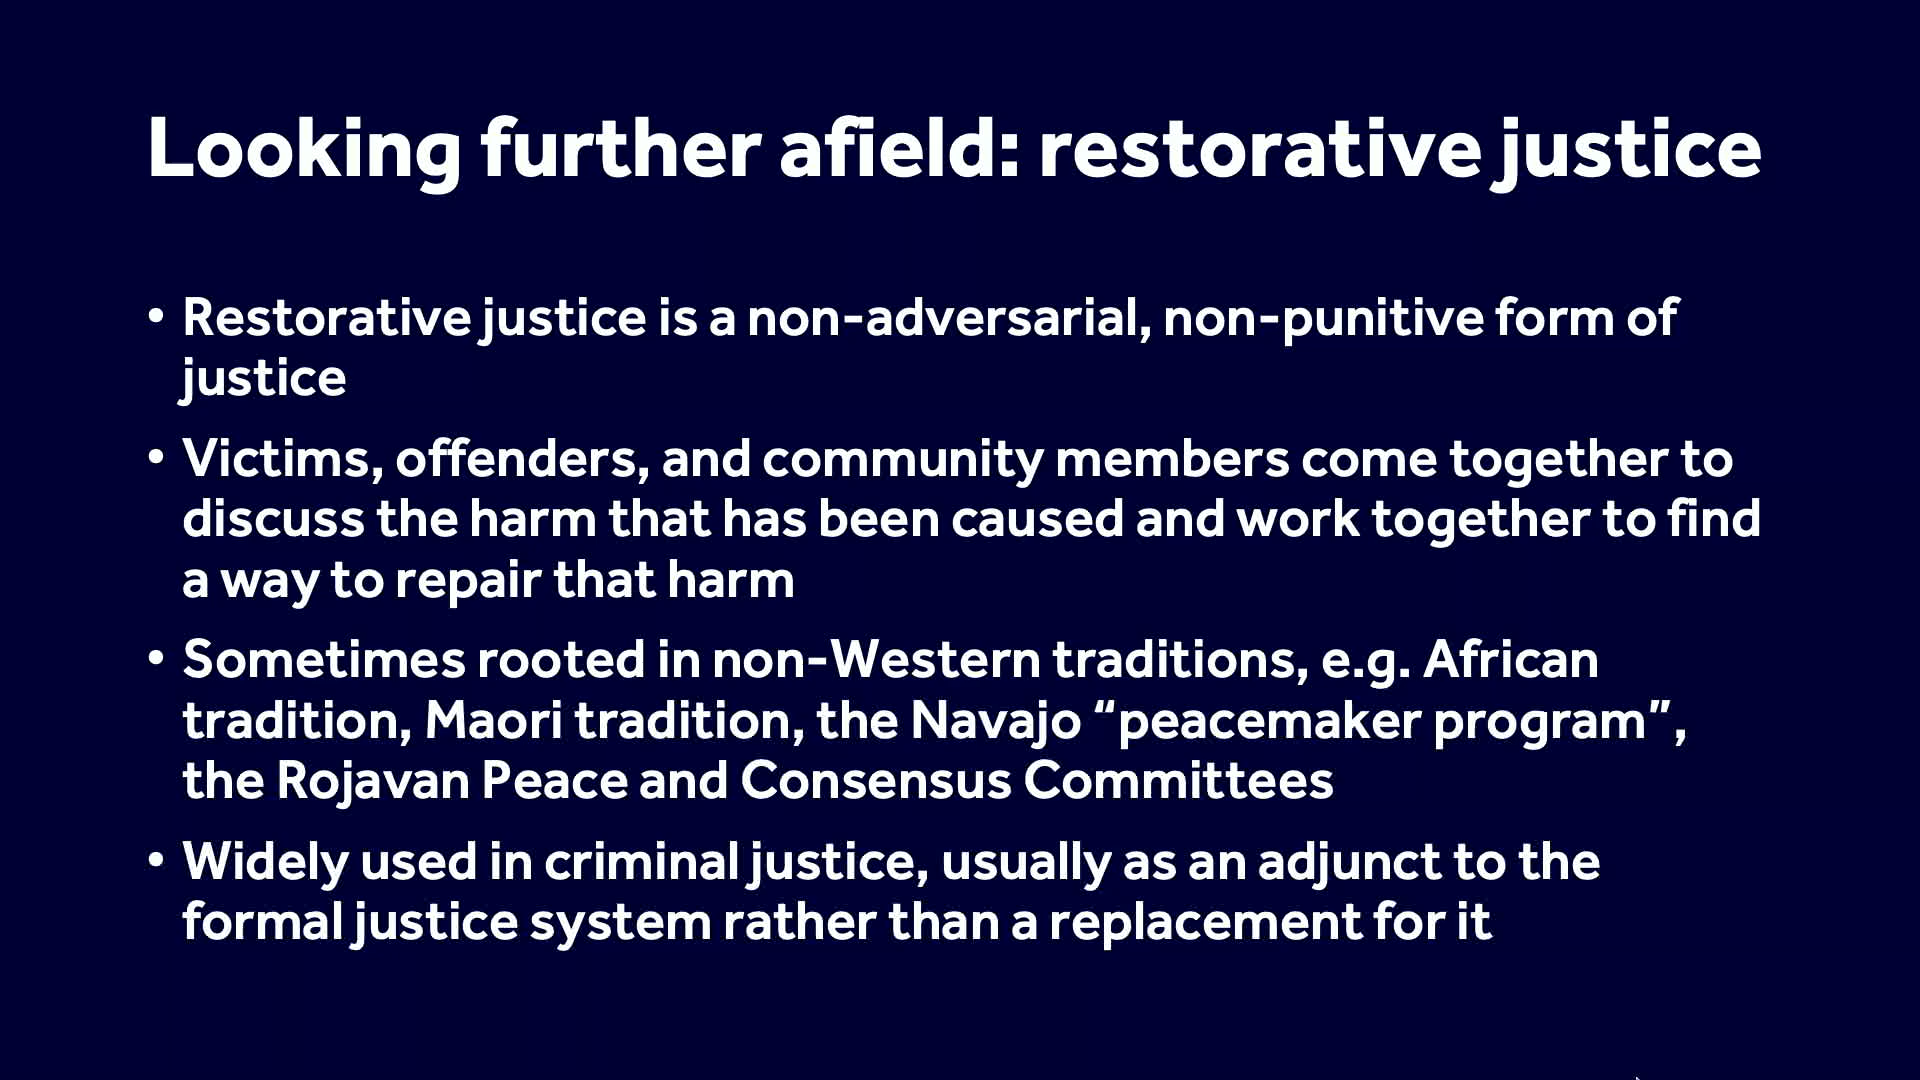 Looking further afield: restorative justice
• Restorative justice is a non-adversarial, non-punitive form of
justice
• Victims, offenders, and community members come together to
discuss the harm that has been caused and work together to find
a way to repair that harm
• Sometimes rooted in non-Western traditions, e.g. African
tradition, Maori tradition, the Navajo “peacemaker program”,
the Rojavan Peace and Consensus Committees
• Widely used in criminal justice, usually as an adjunct to the
formal justice system rather than a replacement for it